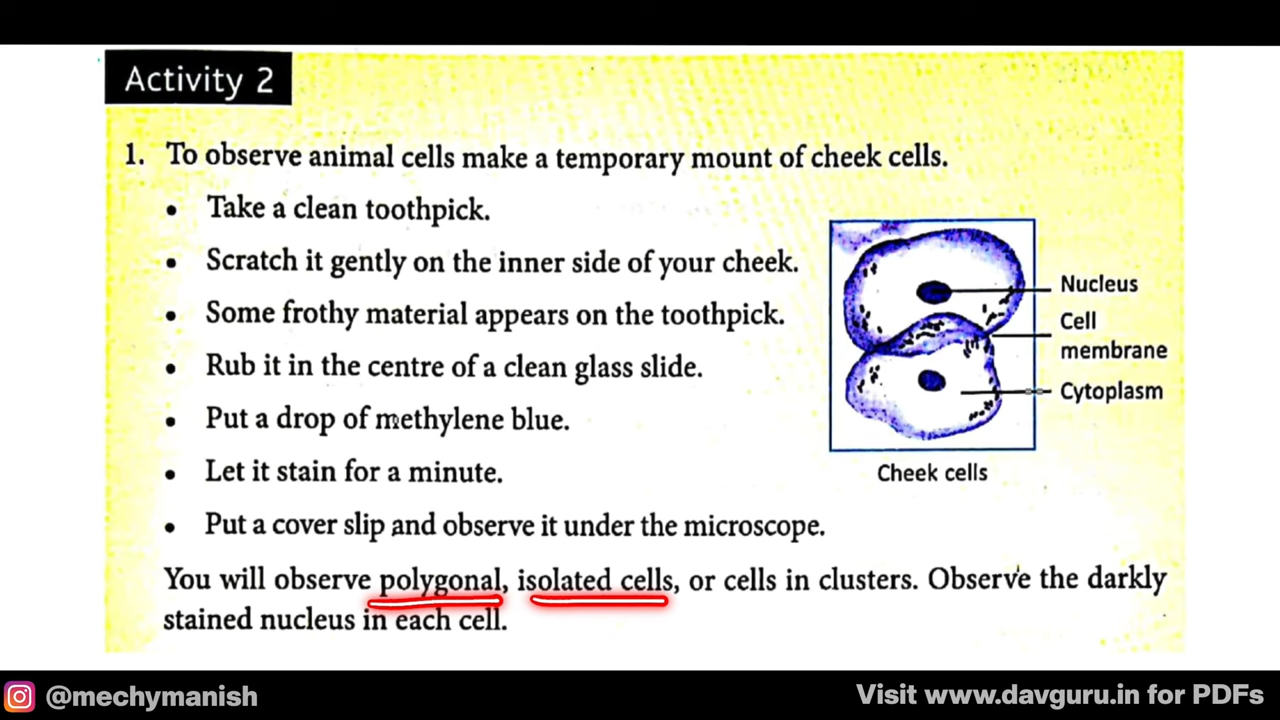 Activity 2
1. To observe animal cells make a temporary mount of cheek cells.
• Take a clean toothpick.
• Scratch it gently on the inner side of your cheek.
• Some frothy material appears on the toothpick.
• Rub it in the centre of a clean glass slide.
• Put a drop of methylene blue.
• Let it stain for a minute.
• Put a cover slip and observe it under the microscope.
Nucleus
Cell
membrane
Cytoplasm
Cheek cells
You will observe polygonal, isolated cells, or cells in clusters. Observe the darkly
stained nucleus in each cell.
@mechymanish
Visit www.davguru.in for PDFs